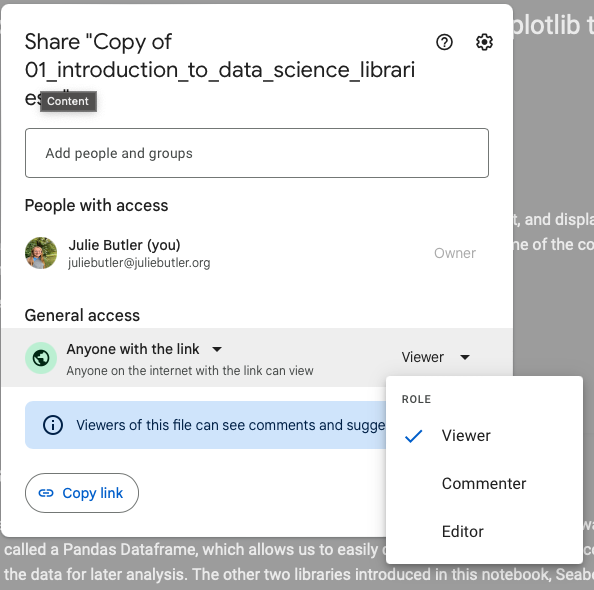 Share "Copy of
01_introduction_to_data_science_librari
Content
plotlib t
Add people and groups
People with access
t, and displa
Julie Butler (you)
me of the co
juliebutler@juliebutler.org
Owner
General access
Anyone with the link
Anyone on the internet with the link can view
Viewer
Viewers of this file can see comments and sugge
ROLE
Viewer
Commenter
Editor
Copy link
called a Pandas Dataframe, which allows us to easily
the data for later analysis. The other two libraries introduced in this notebook, Seabo